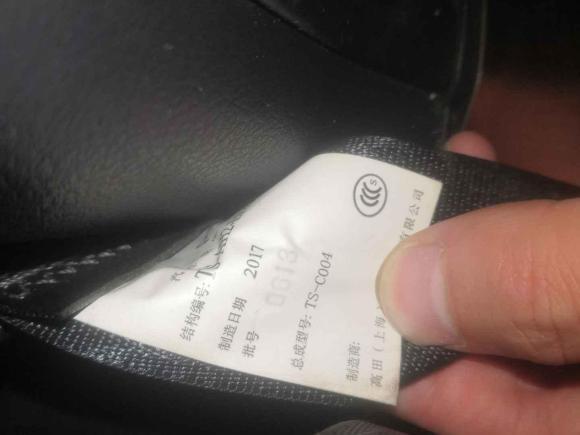 结构编号:
制造日期 2017
批号 0613
总成型号: TS-C004
制造商:
高田（上海 有限公司
CCC S